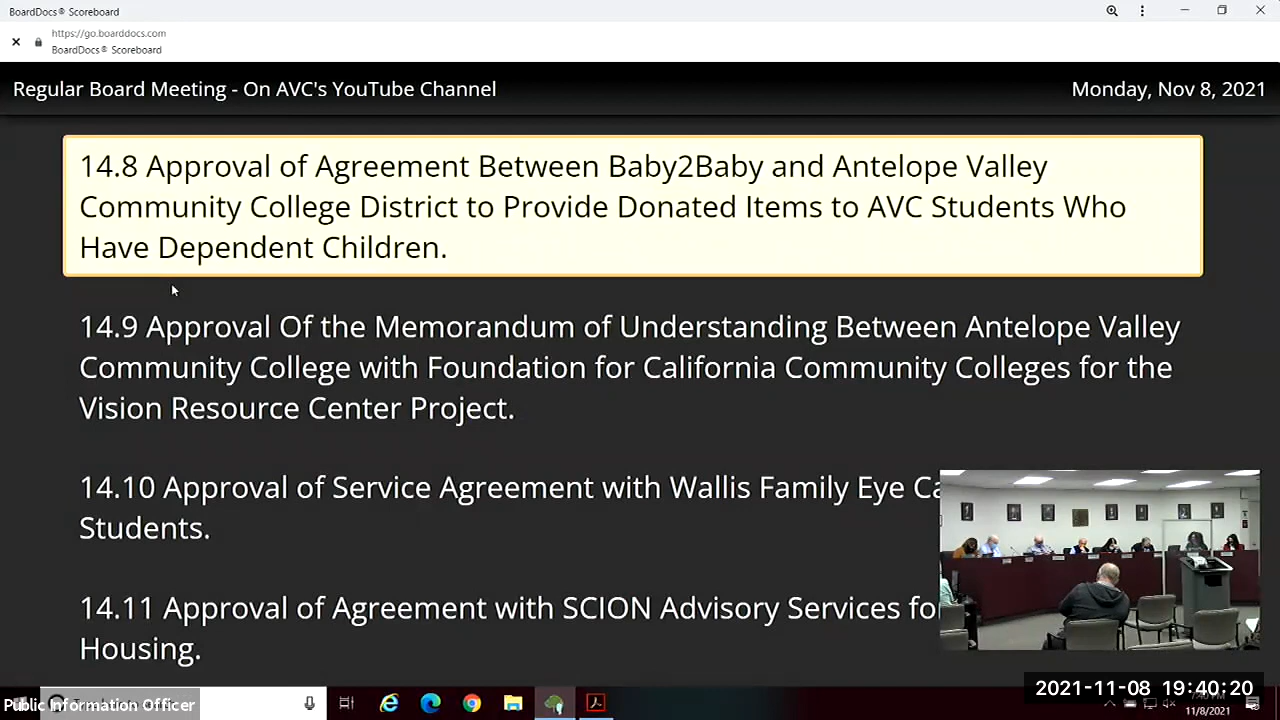 BoardDocs® Scoreboard
https://go.boarddocs.com
BoardDocs® Scoreboard
Regular Board Meeting - On AVC's YouTube Channel
Monday, Nov 8, 2021
14.8 Approval of Agreement Between Baby2Baby and Antelope Valley
Community College District to Provide Donated Items to AVC Students Who
Have Dependent Children.
14.9 Approval Of the Memorandum of Understanding Between Antelope Valley
Community College with Foundation for California Community Colleges for the
Vision Resource Center Project.
14.10 Approval of Service Agreement with Wallis Family Eye Ca
Students.
14.11 Approval of Agreement with SCION Advisory Services fo
Housing.
Public Information Officer
2021-11-08 19:40:20
11/8/2021